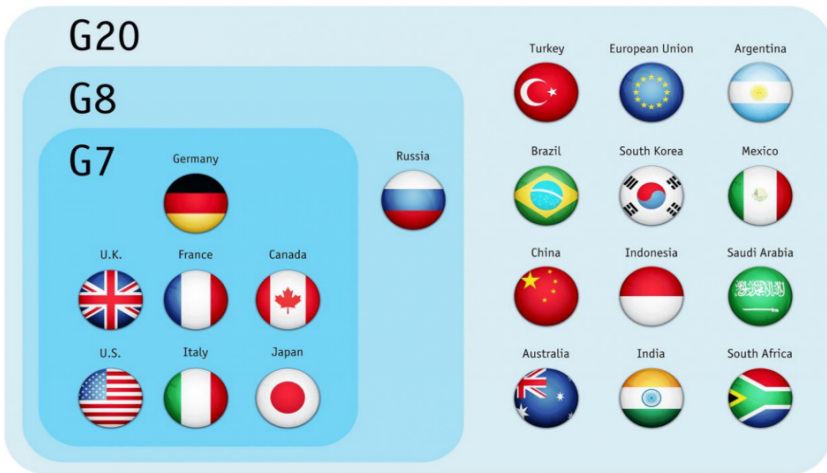 G20
G8
G7
Germany
U.K.
France
Canada
U.S.
Italy
Japan
Russia
Turkey
European Union
Argentina
Brazil
South Korea
Mexico
China
Indonesia
Saudi Arabia
Australia
India
South Africa